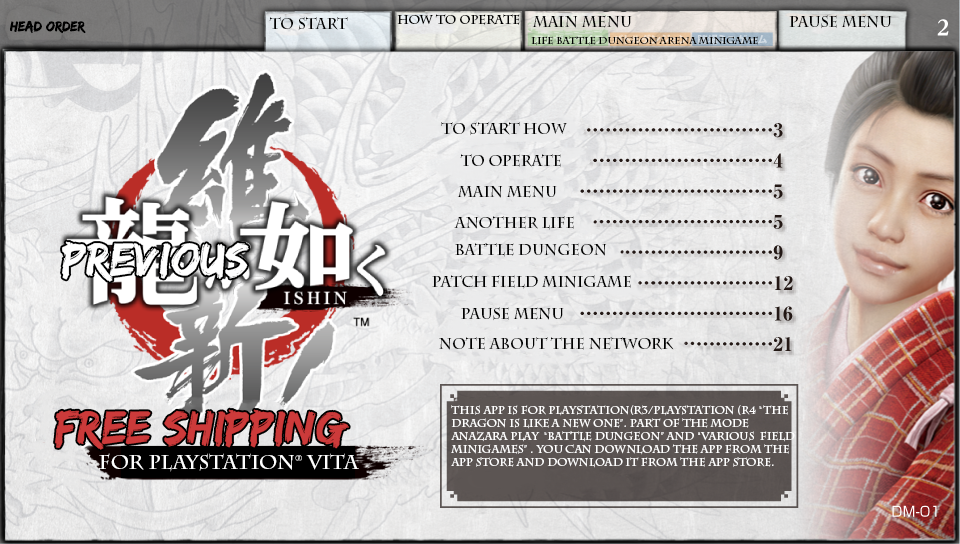 HEAD ORDER
TO START
HOW TO OPERATE
MAIN MENU
LIFE BATTLE DUNGEON ARENA MINIGAME
PAUSE MENU
2
維
龍 如く
PREVIOUS
ISHIN
新
TM
FREE SHIPPING
FOR PLAYSTATION® VITA
TO START HOW ..............................3
TO OPERATE ..............................4
MAIN MENU ..............................5
ANOTHER LIFE ..............................5
BATTLE DUNGEON ..............................9
PATCH FIELD MINIGAME ..............................12
PAUSE MENU ..............................16
NOTE ABOUT THE NETWORK ..............................21
THIS APP IS FOR PLAYSTATION(R3/PLAYSTATION (R4 "THE
DRAGON IS LIKE A NEW ONE". PART OF THE MODE
ANAZARA PLAY "BATTLE DUNGEON" AND "VARIOUS FIELD
MINIGAMES" . YOU CAN DOWNLOAD THE APP FROM THE
APP STORE AND DOWNLOAD IT FROM THE APP STORE.
DM-01